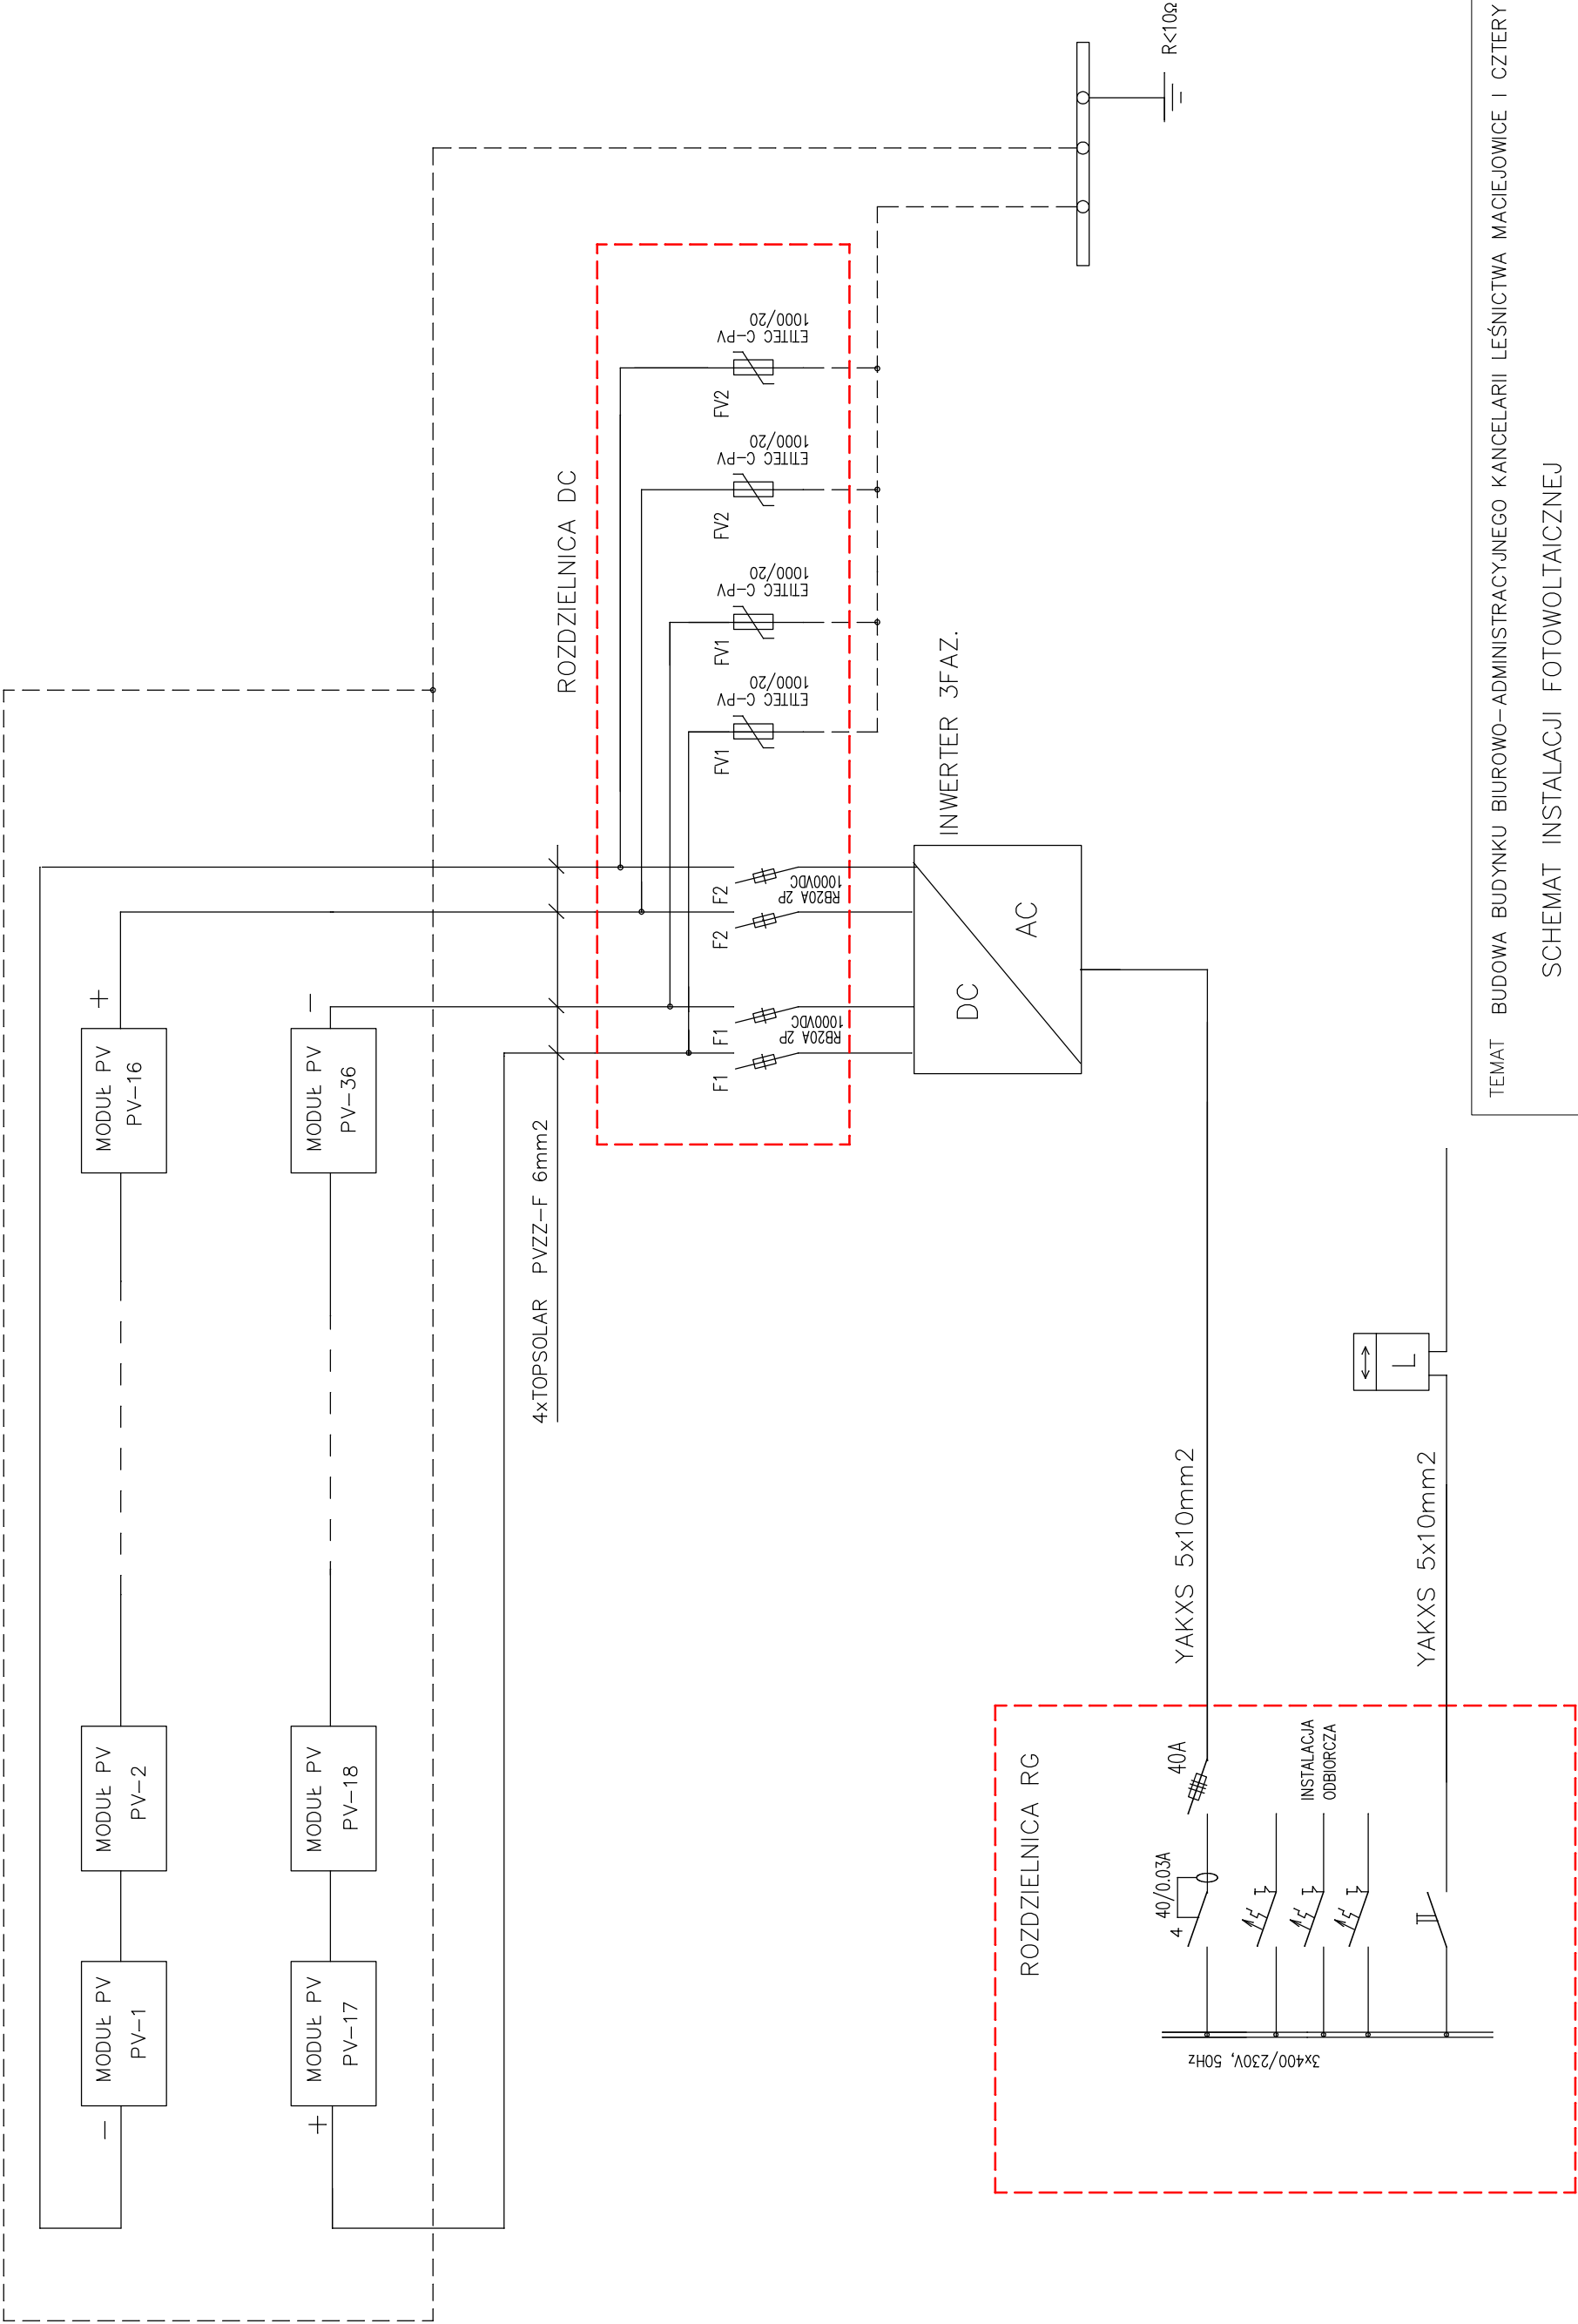 MODUŁ PV
PV-1
MODUŁ PV
PV-2
MODUŁ PV
PV-16
+
−
MODUŁ PV
PV-17
MODUŁ PV
PV-18
MODUŁ PV
PV-36
+
−
4xTOPSOLAR PVZZ-F 6mm2
ROZDZIELNICA DC
F1
F1
RB20A 2P
1000VDC
F2
F2
RB20A 2P
1000VDC
FV1
ETITEC C-PV
1000/20
FV1
ETITEC C-PV
1000/20
FV2
ETITEC C-PV
1000/20
FV2
ETITEC C-PV
1000/20
INWERTER 3FAZ.
DC
AC
R<10Ω
ROZDZIELNICA RG
40/0.03A
4
40A
YAKXS 5x10mm2
INSTALACJA
ODBIORCZA
3x400/230V, 50Hz
YAKXS 5x10mm2
L
TEMAT BUDOWA BUDYNKU BIUROWO-ADMINISTRACYJNEGO KANCELARII LEŚNICTWA MACIEJOWICE I CZTERY
SCHEMAT INSTALACJI FOTOWOLTAICZNEJ